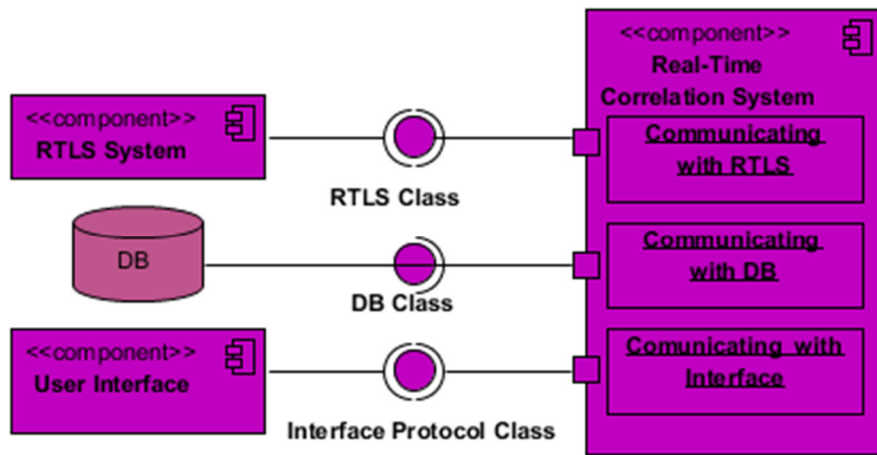 <<component>>
RTLS System
RTLS Class
DB
DB Class
<<component>>
User Interface
Interface Protocol Class
<<component>>
Real-Time
Correlation System
Communicating
with RTLS
Communicating
with DB
Comunicating with
Interface